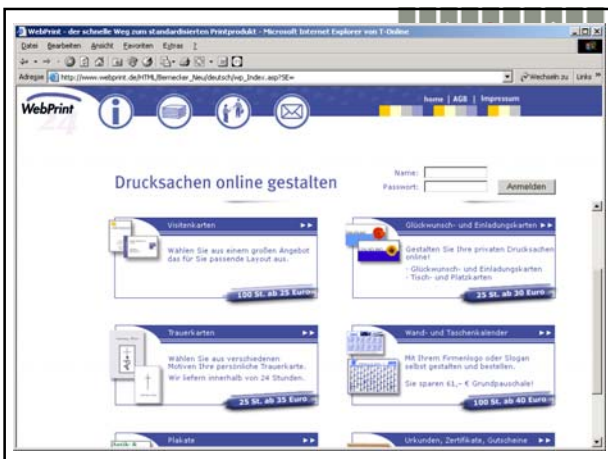 WebPrint - der schnelle Weg zum standardisierten Printprodukt - Microsoft Internet Explorer von T-Online
Datei Bearbeiten Ansicht Favoriten Extras ?
Adresse http://www.webprint.de/HTML/Bernecker_Neu/deutsch/wp_Index.asp?SE= Wechseln zu Links »
home | AGB | Impressum
WebPrint
24
Drucksachen online gestalten
Name:
Passwort:
Anmelden
Visitenkarten
Wählen Sie aus einem großen Angebot
das für Sie passende Layout aus.
100 St. ab 25 Euro
Glückwunsch- und Einladungskarten
Gestalten Sie Ihre privaten Drucksachen
online!
- Glückwunsch- und Einladungskarten
- Tisch- und Platzkarten
25 St. ab 30 Euro
Trauerkarten
Wählen Sie aus verschiedenen
Motiven Ihre persönliche Trauerkarte.
Wir liefern innerhalb von 24 Stunden.
25 St. ab 35 Euro
Wand- und Taschenkalender
Mit Ihrem Firmenlogo oder Slogan
selbst gestalten und bestellen.
Sie sparen 61,- € Grundpauschale!
100 St. ab 40 Euro
Plakate
Urkunden, Zertifikate, Gutscheine